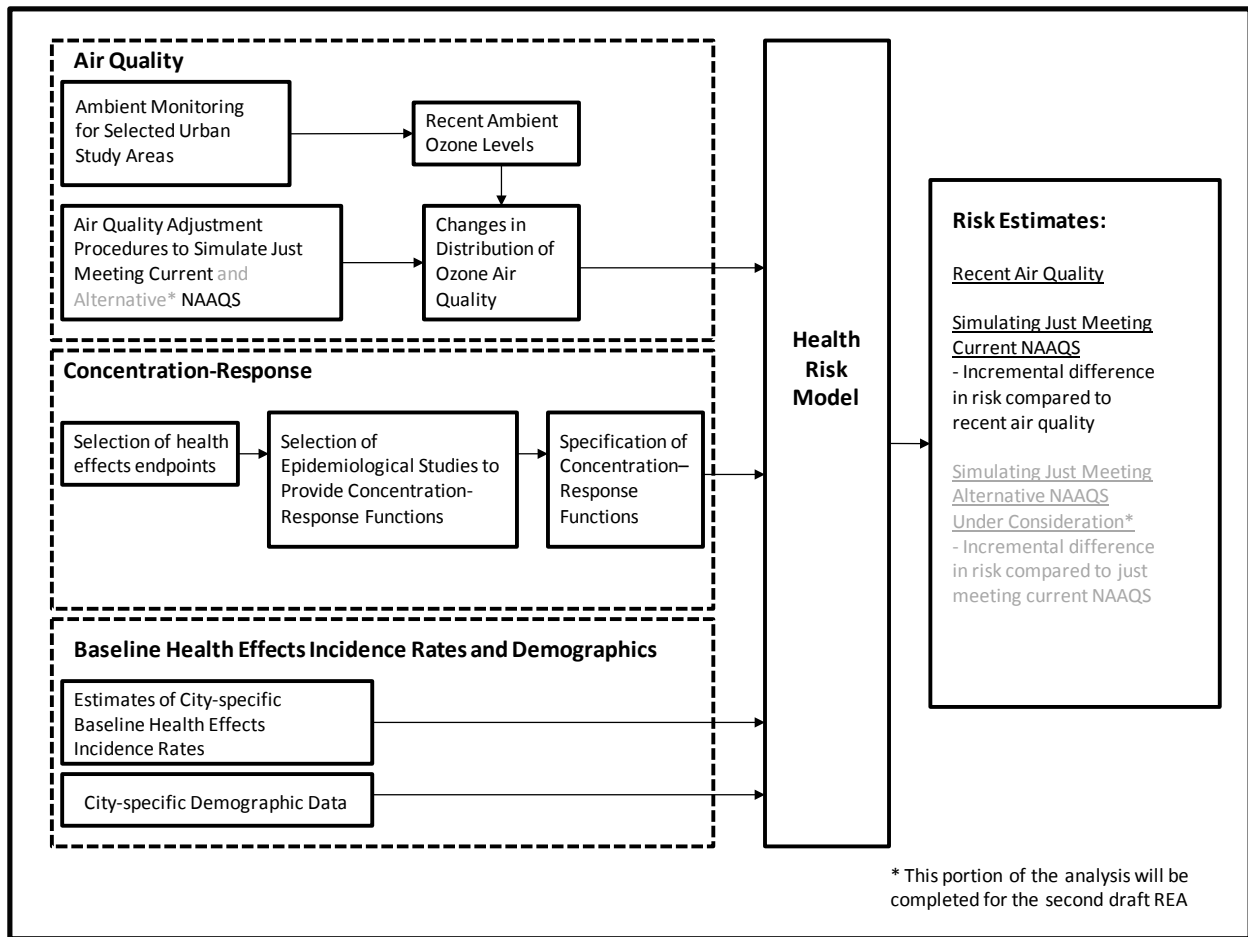 Air Quality
Ambient Monitoring
for Selected Urban
Study Areas
Recent Ambient
Ozone Levels
Air Quality Adjustment
Procedures to Simulate Just
Meeting Current and
Alternative* NAAQS
Changes in
Distribution of
Ozone Air
Quality
Concentration-Response
Selection of health
effects endpoints
Selection of
Epidemiological Studies to
Provide Concentration-
Response Functions
Specification of
Concentration–
Response
Functions
Baseline Health Effects Incidence Rates and Demographics
Estimates of City-specific
Baseline Health Effects
Incidence Rates
City-specific Demographic Data
Health
Risk
Model
Risk Estimates:
Recent Air Quality
Simulating Just Meeting
Current NAAQS
- Incremental difference
in risk compared to
recent air quality
Simulating Just Meeting
Alternative NAAQS
Under Consideration*
- Incremental difference
in risk compared to just
meeting current NAAQS
* This portion of the analysis will be
completed for the second draft REA